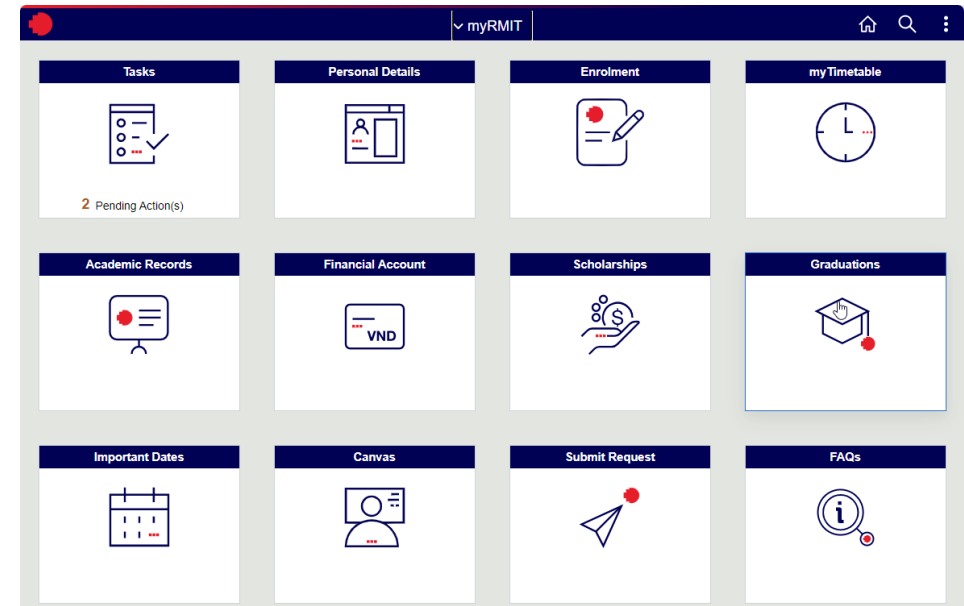 myRMIT
Tasks
Personal Details
Enrolment
myTimetable
2 Pending Action(s)
Academic Records
Financial Account
Scholarships
Graduations
VND
$
Important Dates
Canvas
Submit Request
FAQs
i